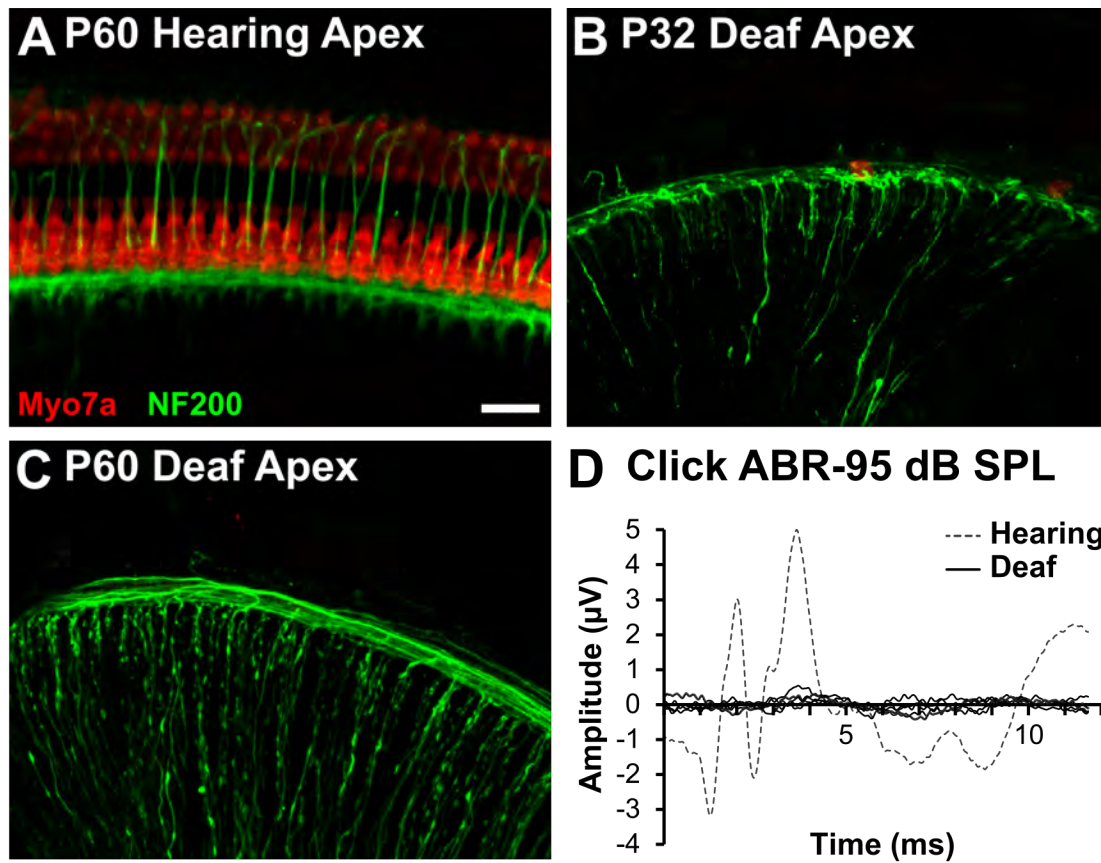 A P60 Hearing Apex
B P32 Deaf Apex
Myo7a NF200
C P60 Deaf Apex
D Click ABR-95 dB SPL
Hearing
Deaf
Amplitude (µV)
5
4
3
2
1
0
-1
-2
-3
-4
5 10
Time (ms)